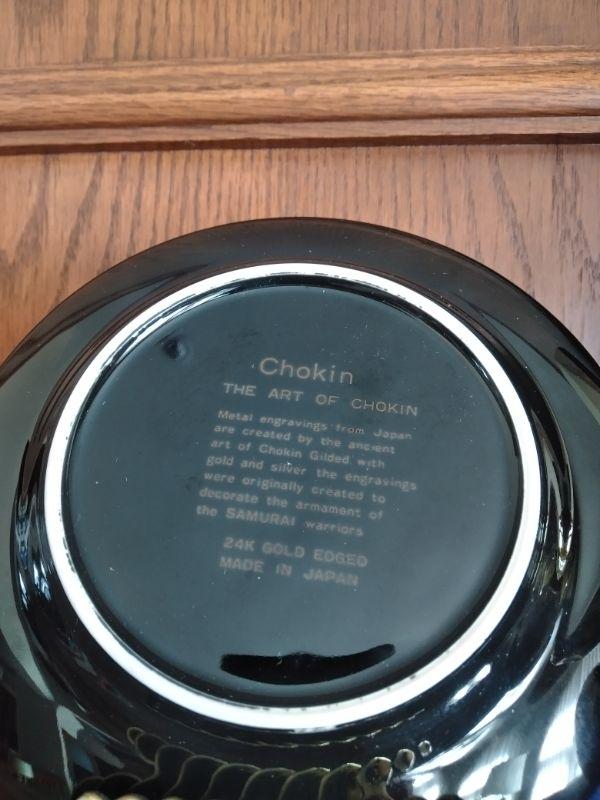 Chokin
THE ART OF CHOKIN
Metal engravings from Japan
are created by the ancient
art of Chokin Gilded with
gold and silver the engravings
were originally created to
decorate the armament of
the SAMURAI warriors
24K GOLD EDGED
MADE IN JAPAN